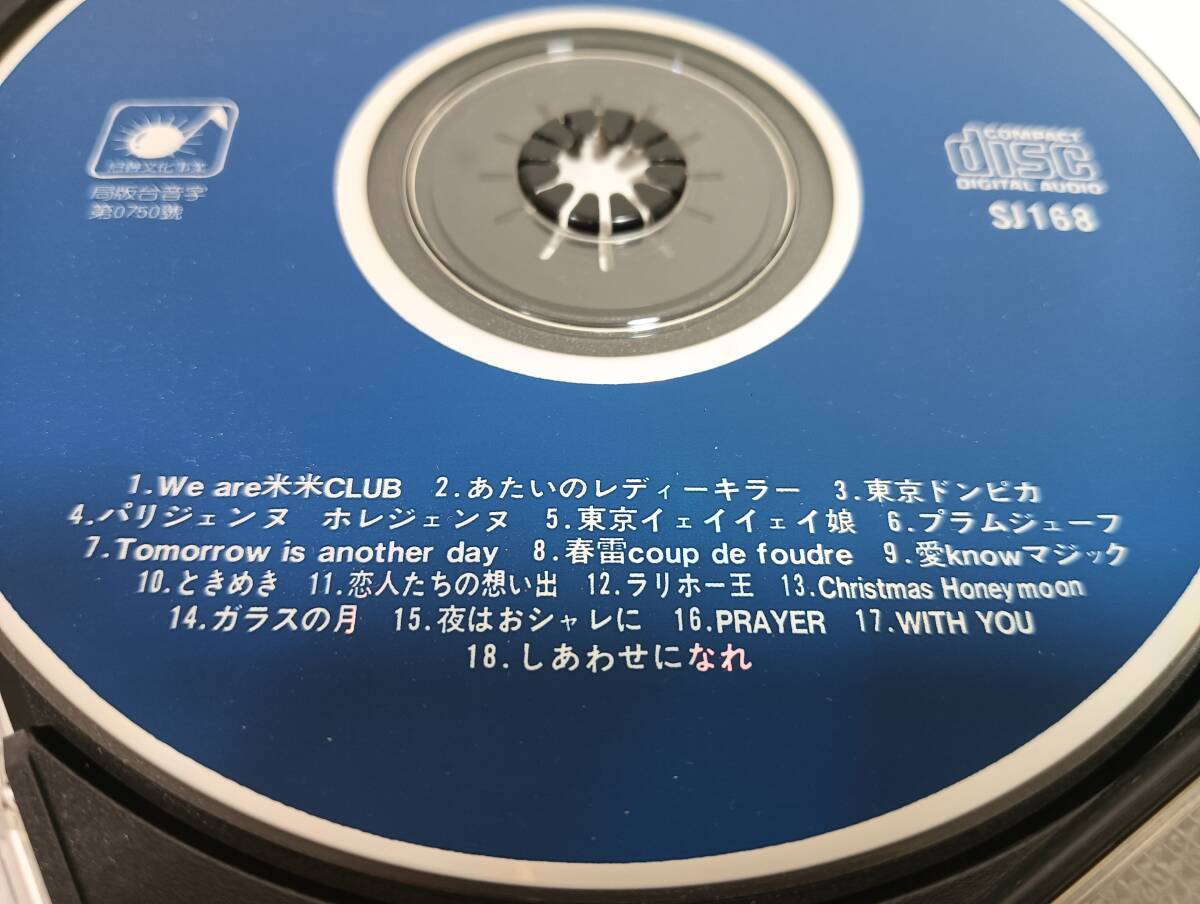 局版台音字
第0750號
COMPACT
disc
DIGITAL AUDIO
SJ168
1.We are米米CLUB 2.あたいのレディーキラー 3.東京ドンピカ
4.パリジェンヌ ホレジェンヌ 5.東京イェイイェイ娘 6.プラムジェーフ
7.Tomorrow is another day 8.春雷coup de foudre 9.愛knowマジック
10.ときめき 11.恋人たちの想い出 12.ラリホー王 13.Christmas Honeymoon
14.ガラスの月 15.夜はおシャレに 16.PRAYER 17.WITH YOU
18.しあわせになれ